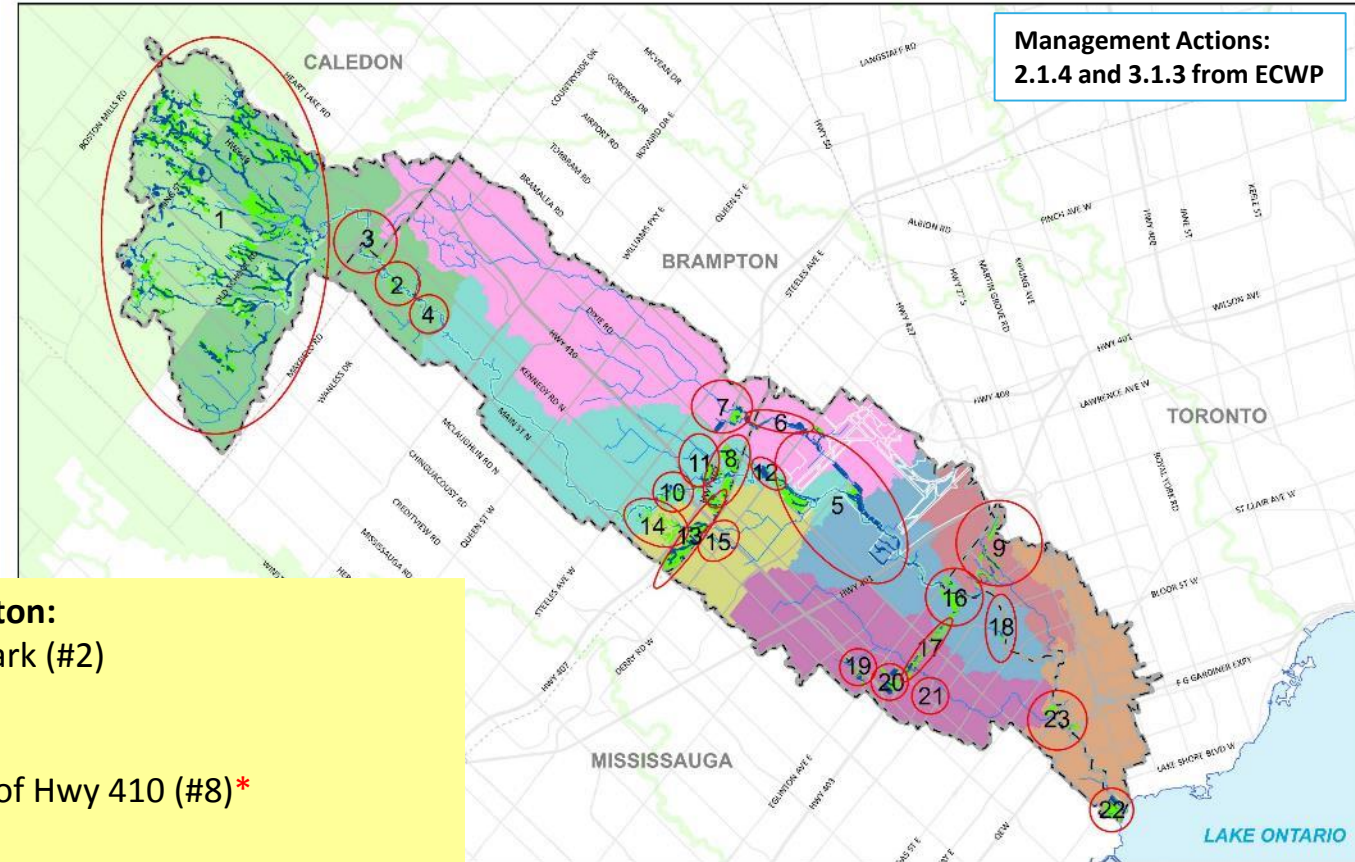 Management Actions:
2.1.4 and 3.1.3 from ECWP
CALEDON
BRAMPTON
TORONTO
MISSISSAUGA
LAKE ONTARIO
BOSTON MILLS RD
HEART LAKE RD
COUNTRYSIDE DR
MCVEAN DR
GOREWAY DR
AIRPORT RD
BOVAIRD DR E
TORBRAM RD
BRAMALEA RD
WILLIAMS PKY E
QUEEN ST E
LANGSTAFF RD
HWY 50
ALBION RD
FINCH AVE W
KEELE ST
HWY 400
JANE ST
STEELES AVE E
HWY 27 S
MARTIN GROVE RD
KIPLING AVE
WILSON AVE
HWY 427
HWY 401
HWY 409
LAWRENCE AVE W
ROYAL YORK RD
ST CLAIR AVE W
DIXIE RD
HWY 410
KENNEDY RD N
MAIN ST N
MAYFIELD RD
WANLESS DR
MCLAUGHLIN RD N
CHINGUACOUSY RD
CREDITVIEW RD
QUEEN ST W
MISSISSAUGA RD
STEELES AVE W
HWY 407
DERRY RD W
HWY 401
BLOOR ST W
F G GARDINER EXPY
LAKE SHORE BLVD W
EGLINTON AVE E
HWY 403
QEW
1
3
2
4
7
6
11
8
12
5
10
14
13
15
9
16
18
17
19
20
21
23
22
ton:
ark (#2)
of Hwy 410 (#8)*